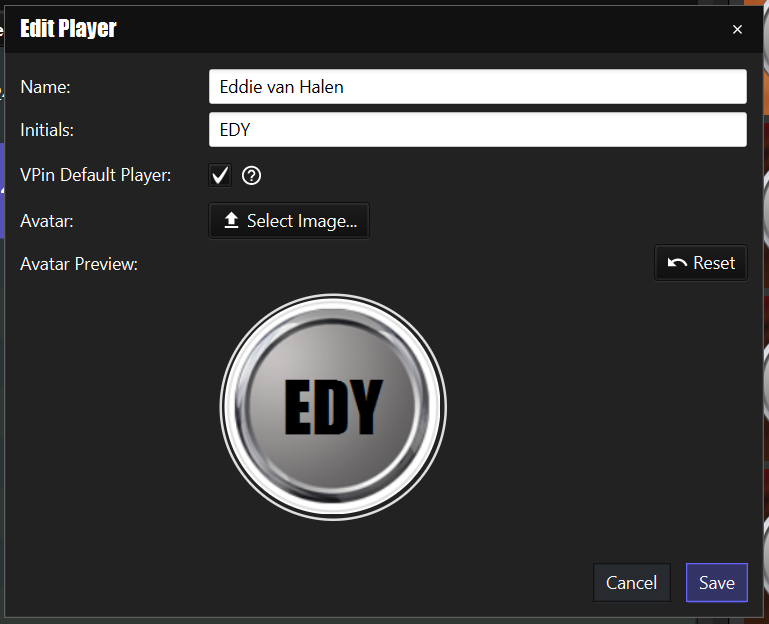 Edit Player
Name: Eddie van Halen
Initials: EDY
VPin Default Player:
Avatar: Select Image...
Avatar Preview: Reset
EDY
Cancel Save